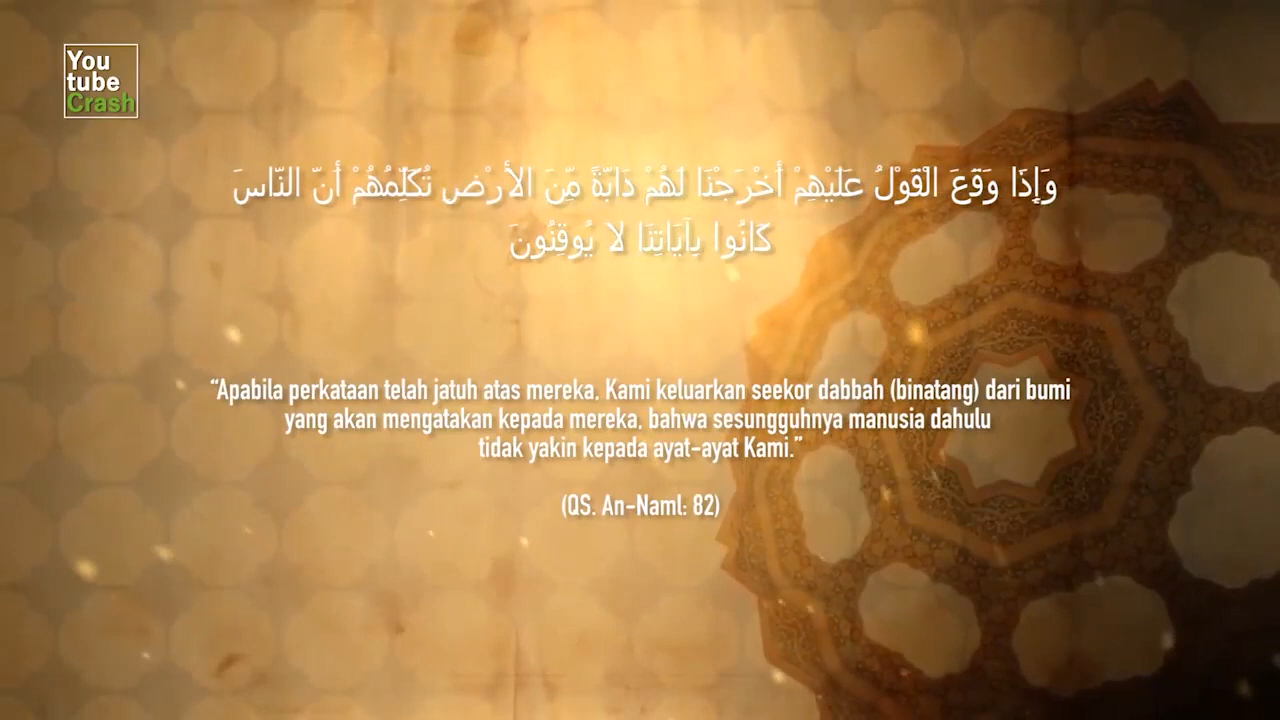 You
tube
Crash
وَإِذَا وَقَعَ الْقَوْلُ عَلَيْهِمْ أَخْرَجْنَا لَهُمْ دَابَّةً مِّنَ الأرْضِ تُكَلِّمُهُمْ أَنَّ النَّاسَ
كَانُوا بِآيَاتِنَا لا يُوقِنُونَ
“Apabila perkataan telah jatuh atas mereka, Kami keluarkan seekor dabbah (binatang) dari bumi
yang akan mengatakan kepada mereka, bahwa sesungguhnya manusia dahulu
tidak yakin kepada ayat-ayat Kami.”
(QS. An-Naml: 82)